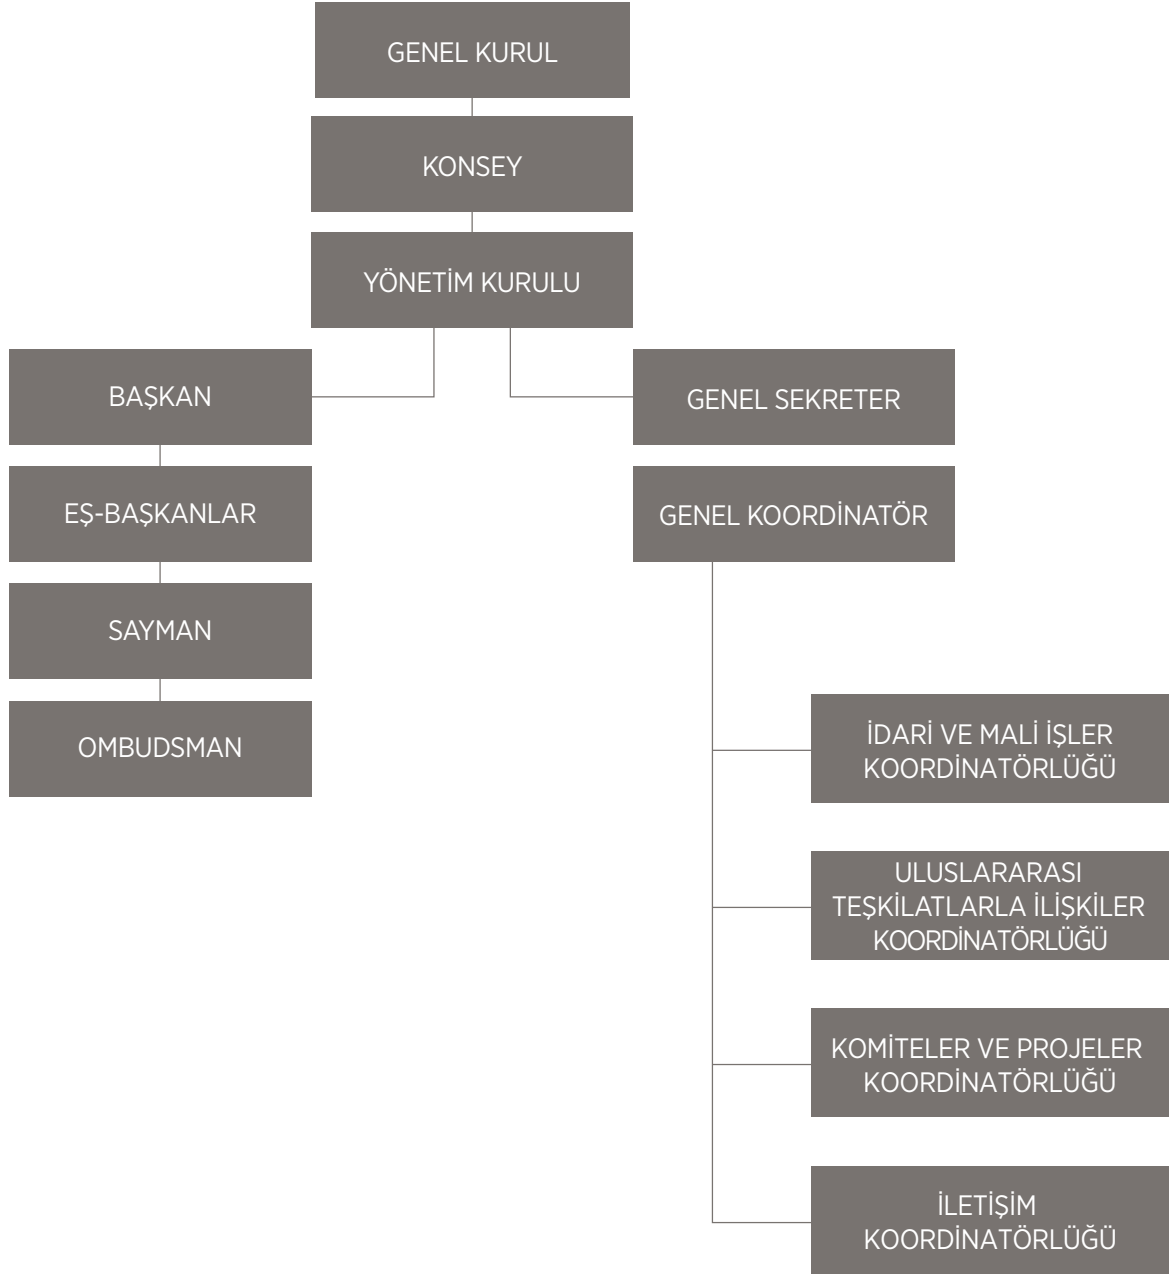 GENEL KURUL
KONSEY
YÖNETİM KURULU
BAŞKAN
GENEL SEKRETER
EŞ-BAŞKANLAR
GENEL KOORDİNATÖR
SAYMAN
OMBUDSMAN
İDARİ VE MALİ İŞLER
KOORDİNATÖRLÜĞÜ
ULUSLARARASI
TEŞKİLATLARLA İLİŞKİLER
KOORDİNATÖRLÜĞÜ
KOMİTELER VE PROJELER
KOORDİNATÖRLÜĞÜ
İLETİŞİM
KOORDİNATÖRLÜĞÜ